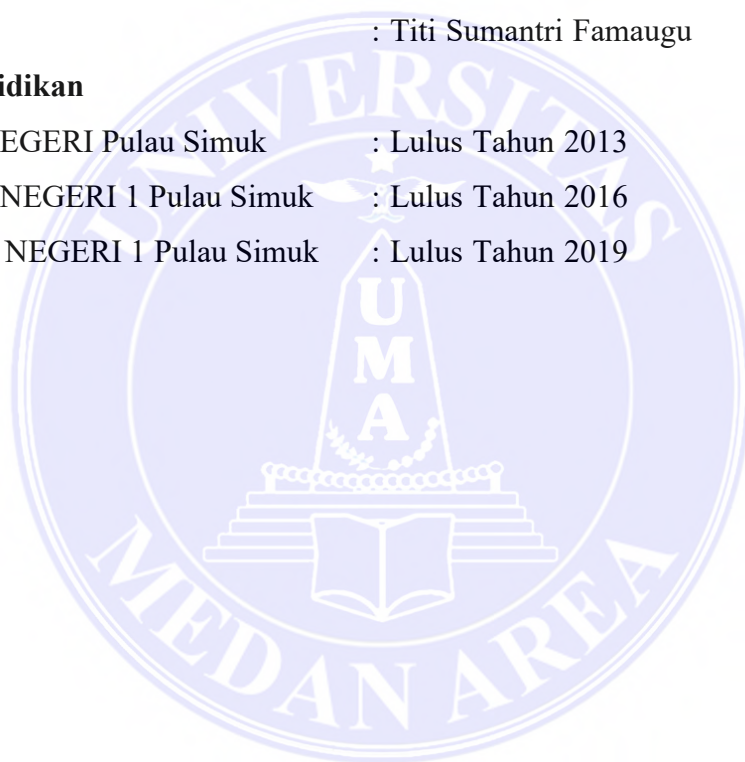 : Titi Sumantri Famaugu
idikan
EGERI Pulau Simuk : Lulus Tahun 2013
NEGERI 1 Pulau Simuk : Lulus Tahun 2016
NEGERI 1 Pulau Simuk : Lulus Tahun 2019
UNIVERSITAS
UMA
MEDAN AREA